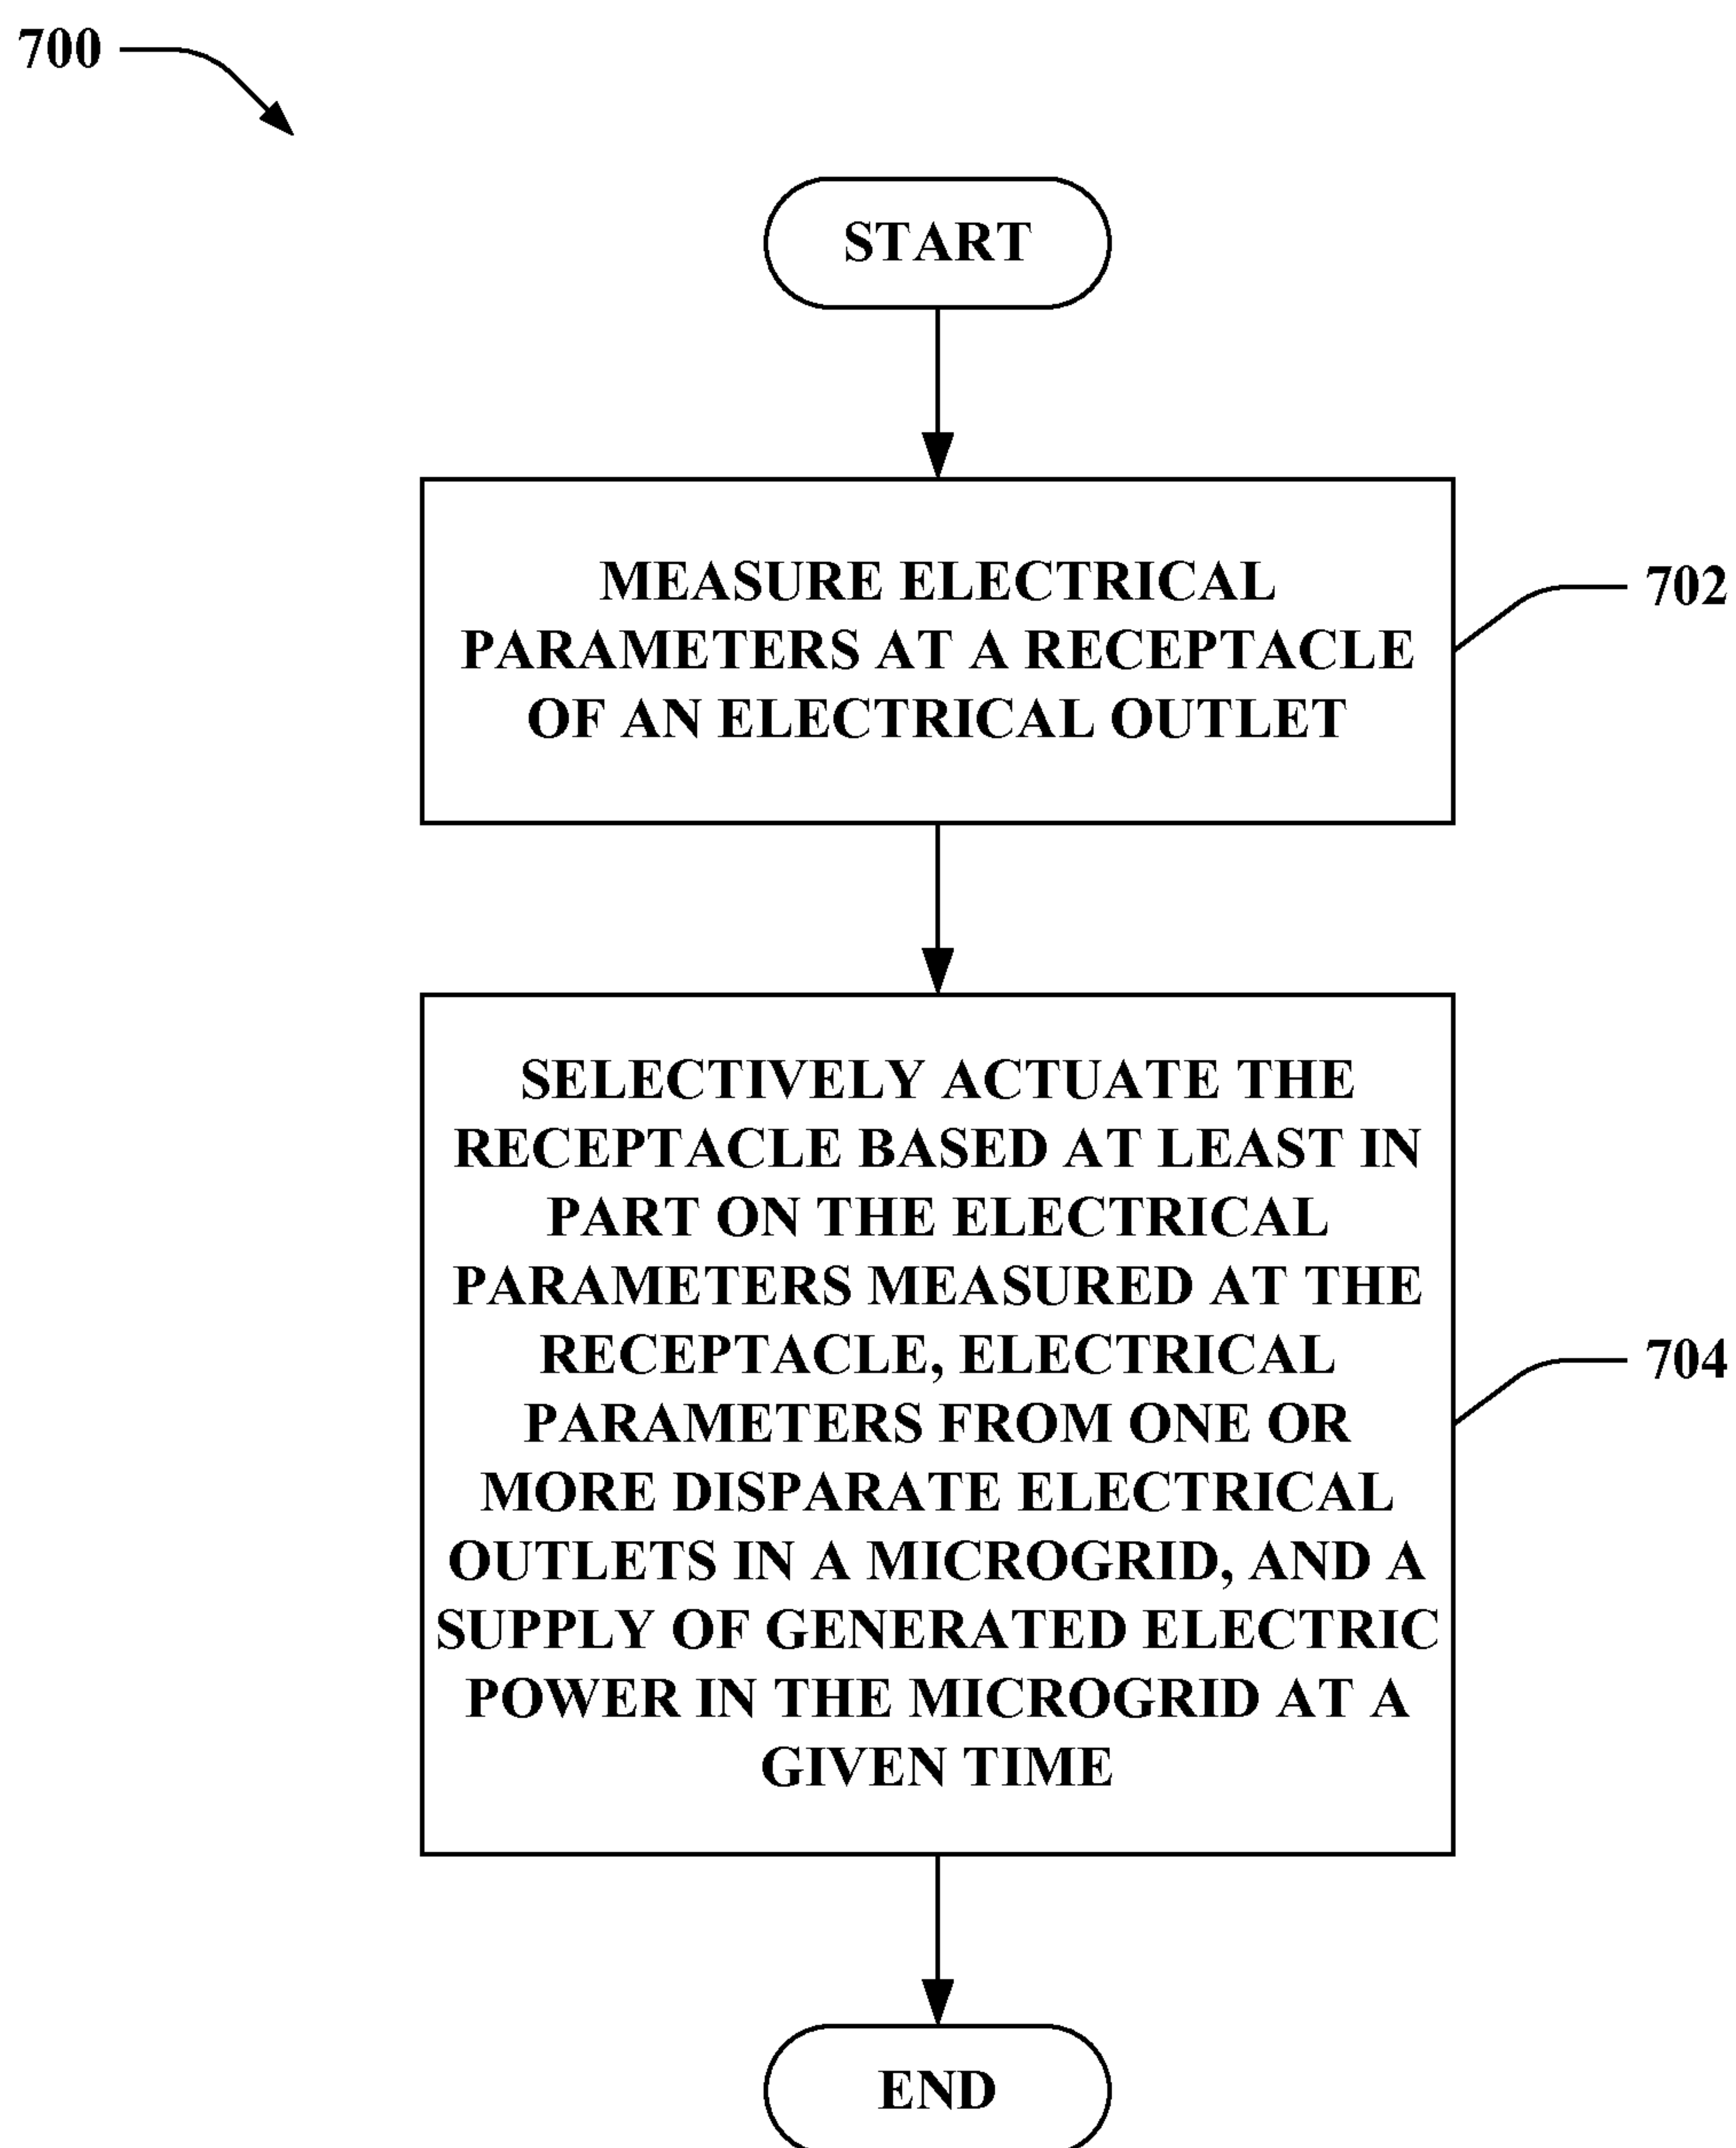 700
START
MEASURE ELECTRICAL
PARAMETERS AT A RECEPTACLE
OF AN ELECTRICAL OUTLET
702
SELECTIVELY ACTUATE THE
RECEPTACLE BASED AT LEAST IN
PART ON THE ELECTRICAL
PARAMETERS MEASURED AT THE
RECEPTACLE, ELECTRICAL
PARAMETERS FROM ONE OR
MORE DISPARATE ELECTRICAL
OUTLETS IN A MICROGRID, AND A
SUPPLY OF GENERATED ELECTRIC
POWER IN THE MICROGRID AT A
GIVEN TIME
704
END